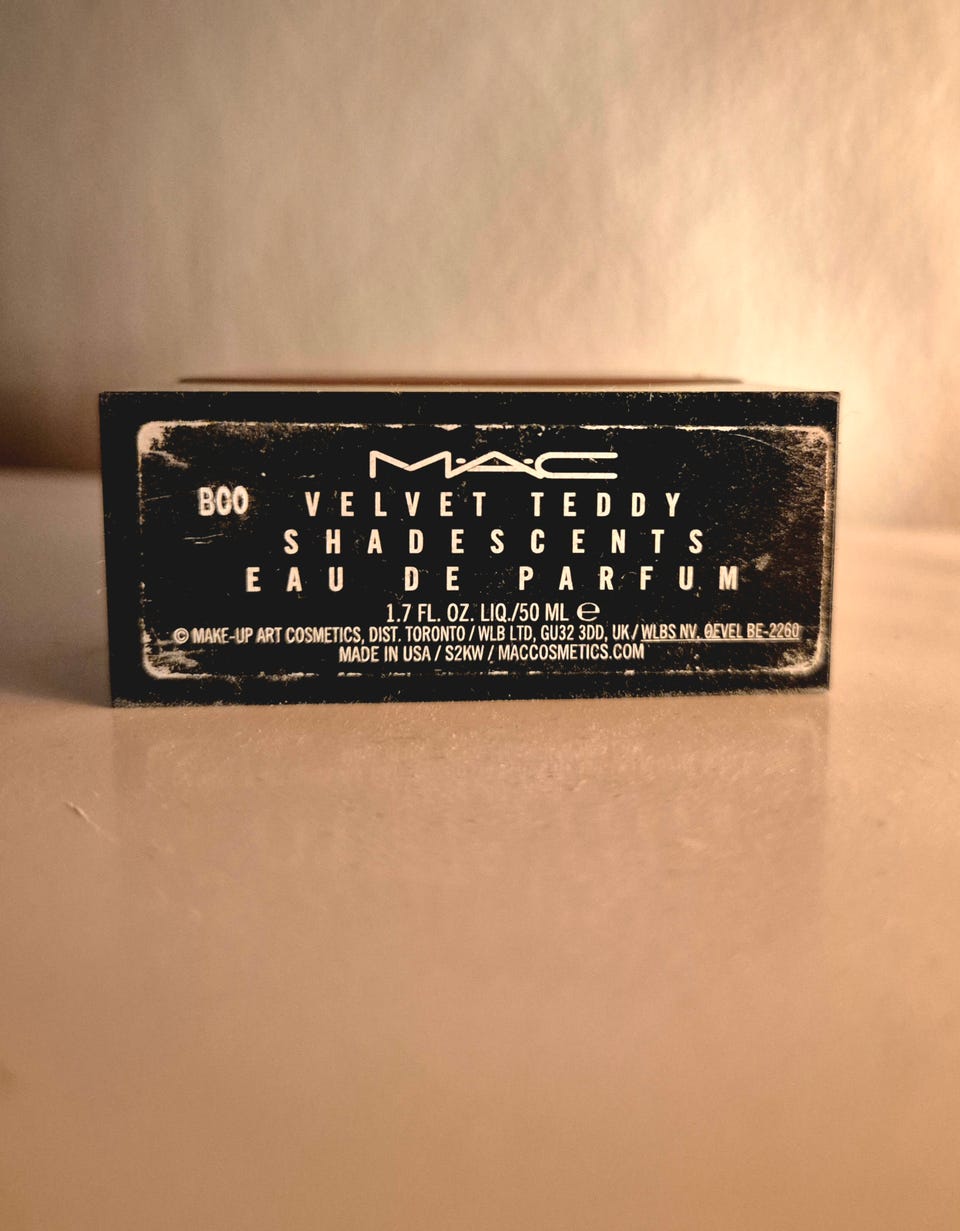 M·A·C
B00 VELVET TEDDY
SHADESCENTS
EAU DE PARFUM
1.7 FL. OZ. LIQ./50 ML ℮
© MAKE-UP ART COSMETICS, DIST. TORONTO / WLB LTD, GU32 3DD, UK / WLBS NV, OEVEL BE-2260
MADE IN USA / S2KW / MACCOSMETICS.COM